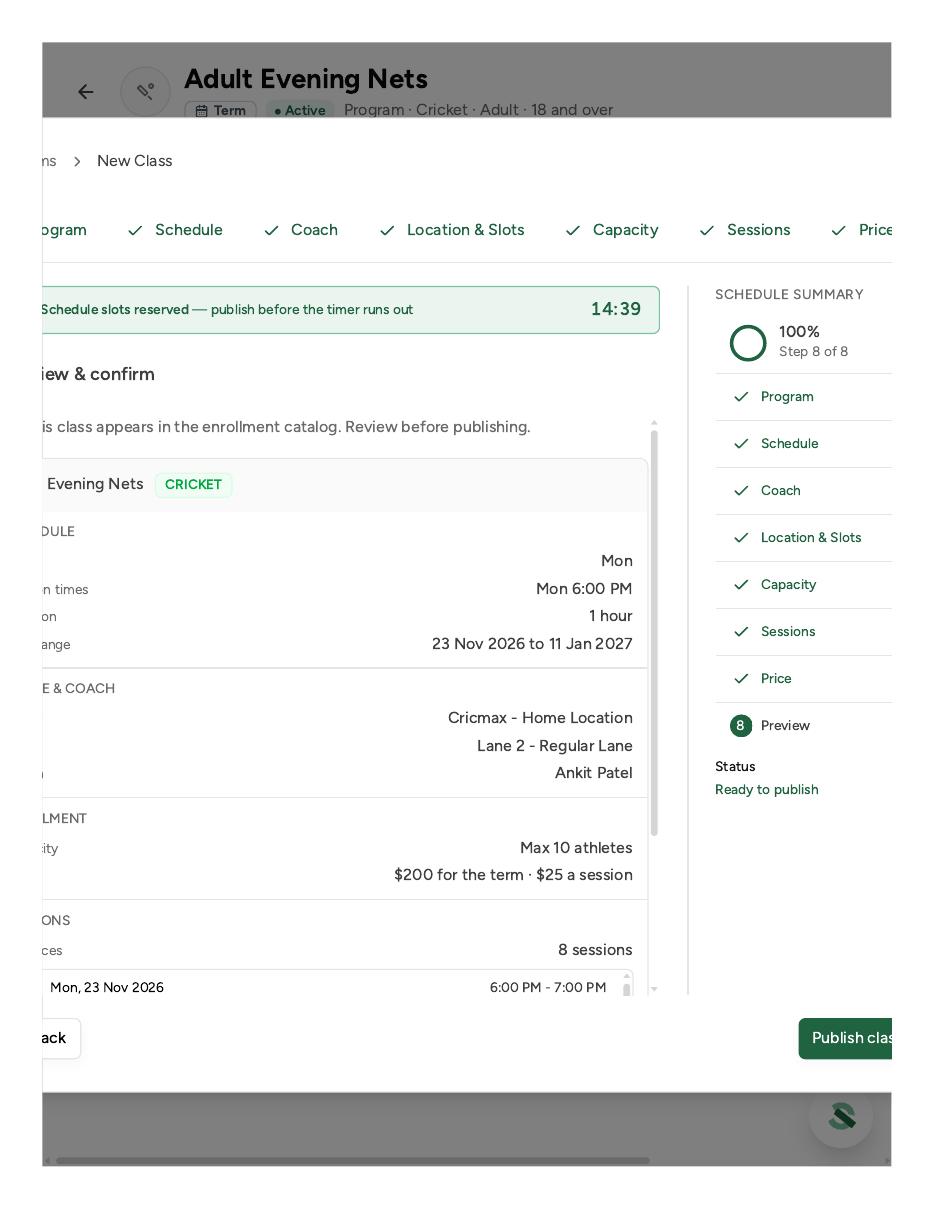 Adult Evening Nets
Term Active Program · Cricket · Adult · 18 and over
ms New Class
ogram Schedule Coach Location & Slots Capacity Sessions Price
Schedule slots reserved — publish before the timer runs out 14:39
iew & confirm
is class appears in the enrollment catalog. Review before publishing.
Evening Nets CRICKET
DULE
Mon
n times Mon 6:00 PM
on 1 hour
ange 23 Nov 2026 to 11 Jan 2027
E & COACH
Cricmax - Home Location
Lane 2 - Regular Lane
Ankit Patel
LMENT
ity Max 10 athletes
$200 for the term · $25 a session
ONS
ces 8 sessions
Mon, 23 Nov 2026 6:00 PM - 7:00 PM
ack
SCHEDULE SUMMARY
100%
Step 8 of 8
Program
Schedule
Coach
Location & Slots
Capacity
Sessions
Price
8 Preview
Status
Ready to publish
Publish clas